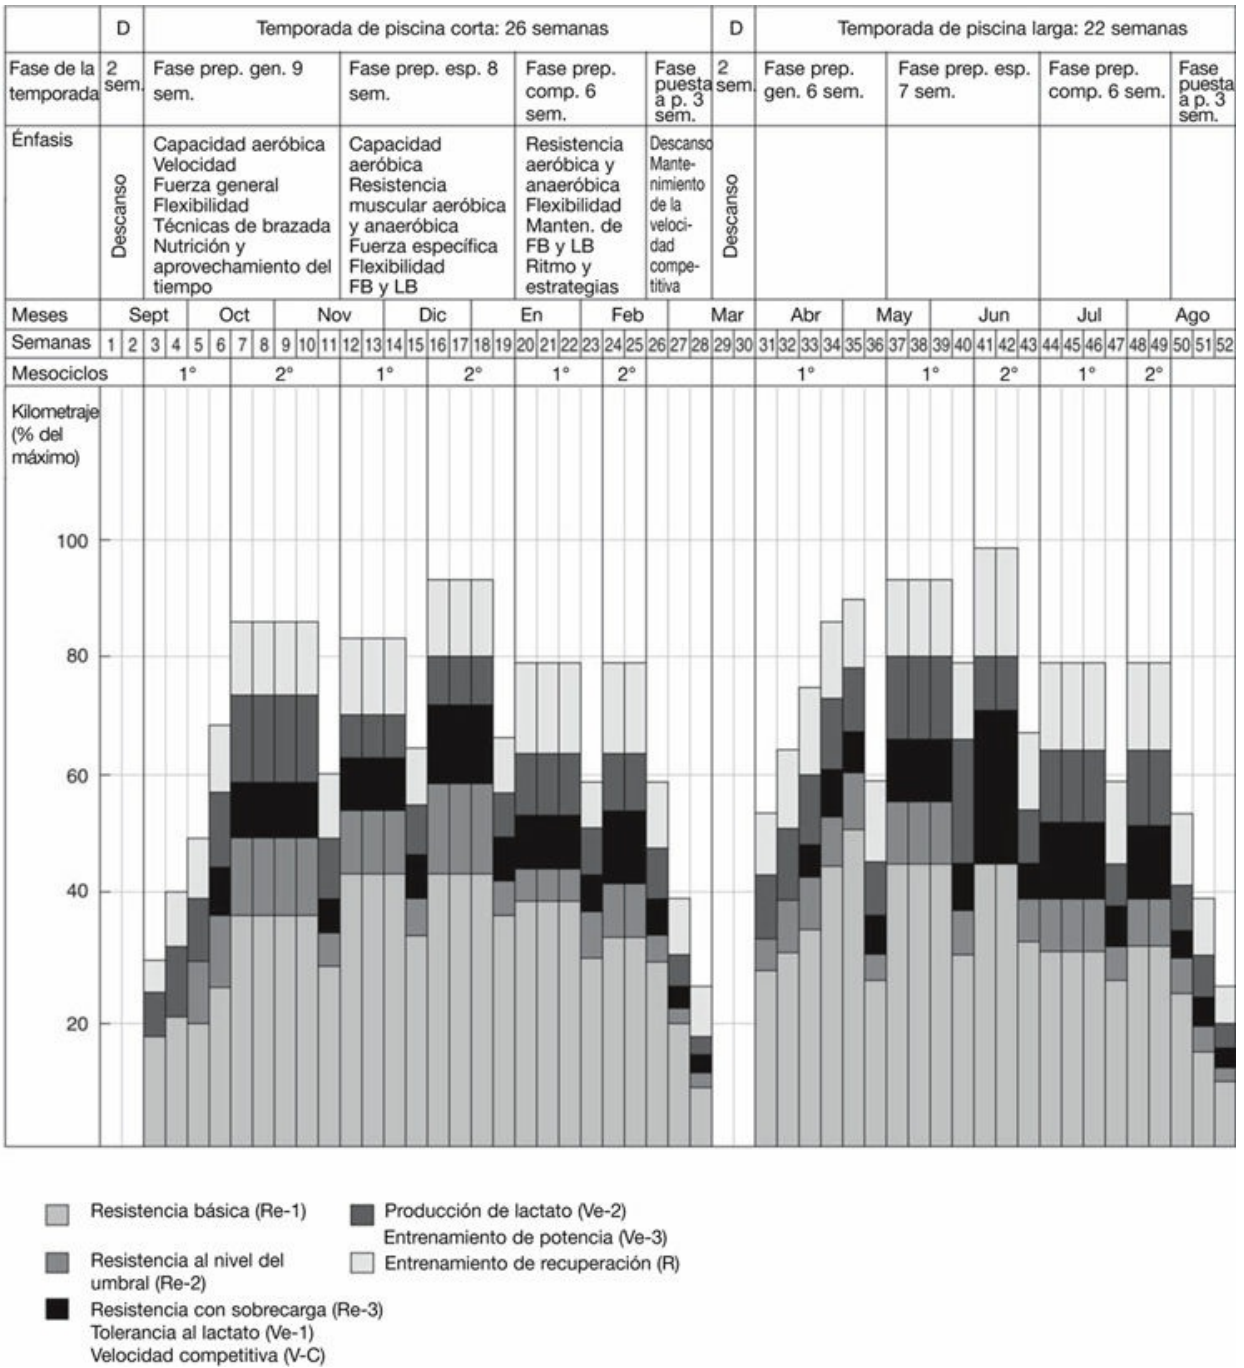 D
Temporada de piscina corta: 26 semanas
D
Temporada de piscina larga: 22 semanas
Fase de la
temporada
2
sem.
Fase prep. gen. 9
sem.
Fase prep. esp. 8
sem.
Fase prep.
comp. 6
sem.
Fase
puesta
a p. 3
sem.
2
sem.
Fase prep.
gen. 6 sem.
Fase prep. esp.
7 sem.
Fase prep.
comp. 6 sem.
Fase
puesta
a p. 3
sem.
Énfasis
Descanso
Capacidad aeróbica
Velocidad
Fuerza general
Flexibilidad
Técnicas de brazada
Nutrición y
aprovechamiento del
tiempo
Capacidad
aeróbica
Resistencia
muscular aeróbica
y anaeróbica
Fuerza específica
Flexibilidad
FB y LB
Resistencia
aeróbica y
anaeróbica
Flexibilidad
Manten. de
FB y LB
Ritmo y
estrategias
Descanso
Mante-
nimiento
de la
veloci-
dad
compe-
titiva
Descanso
Meses Sept Oct Nov Dic En Feb Mar Abr May Jun Jul Ago
Semanas 1 2 3 4 5 6 7 8 9 10 11 12 13 14 15 16 17 18 19 20 21 22 23 24 25 26 27 28 29 30 31 32 33 34 35 36 37 38 39 40 41 42 43 44 45 46 47 48 49 50 51 52
Mesociclos 1° 2° 1° 2° 1° 2° 1° 1° 2° 1° 2°
Kilometraje
(% del
máximo)
100
80
60
40
20
Resistencia básica (Re-1)
Resistencia al nivel del
umbral (Re-2)
Resistencia con sobrecarga (Re-3)
Tolerancia al lactato (Ve-1)
Velocidad competitiva (V-C)
Producción de lactato (Ve-2)
Entrenamiento de potencia (Ve-3)
Entrenamiento de recuperación (R)